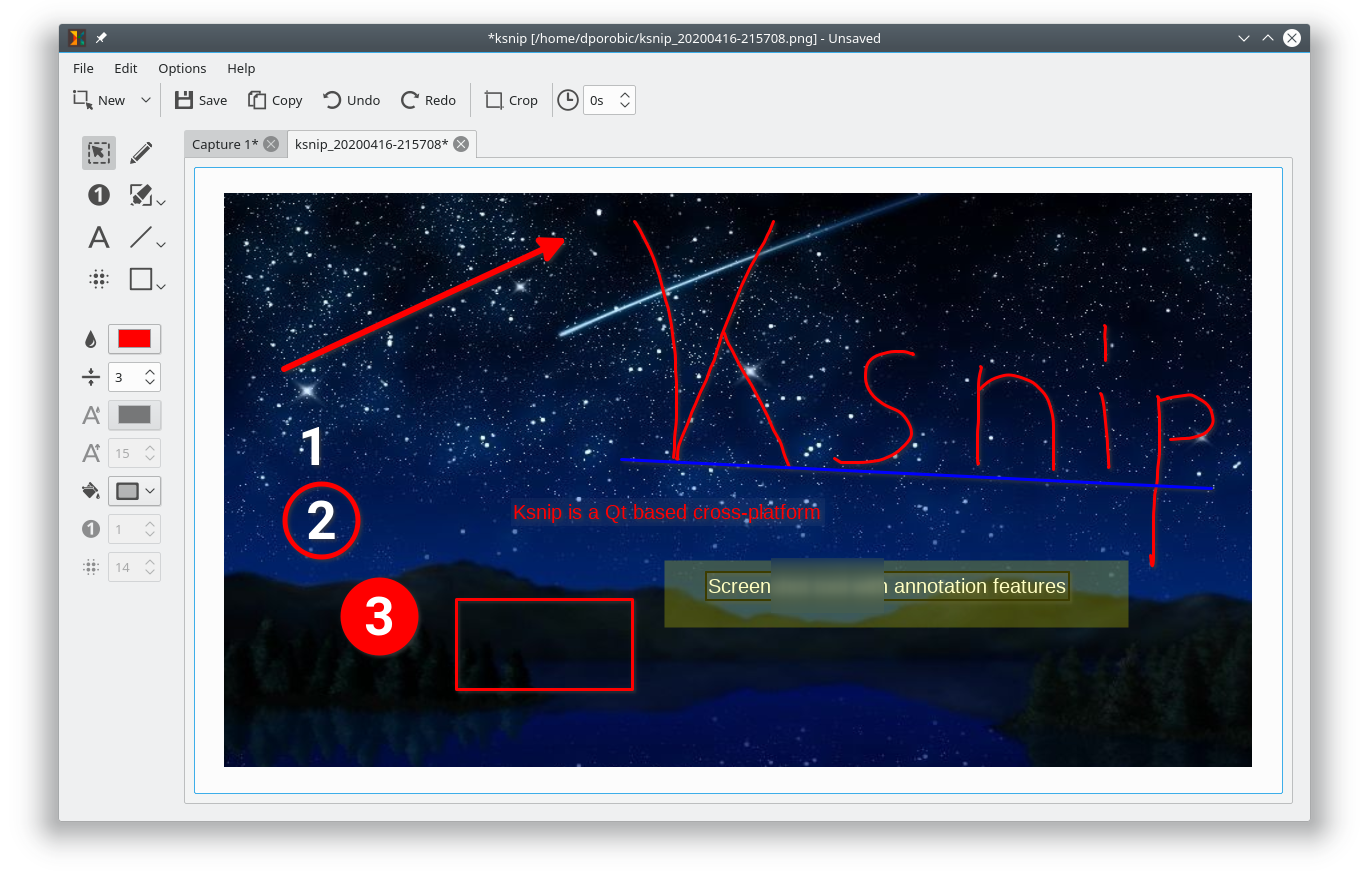 *ksnip [/home/dporobic/ksnip_20200416-215708.png] - Unsaved
File Edit Options Help
New Save Copy Undo Redo Crop 0s
Capture 1* ksnip_20200416-215708*
1
A
Ksnip
3
A
A 15
1
2
Ksnip is a Qt based cross-platform
1 1
14
Screen annotation features
3